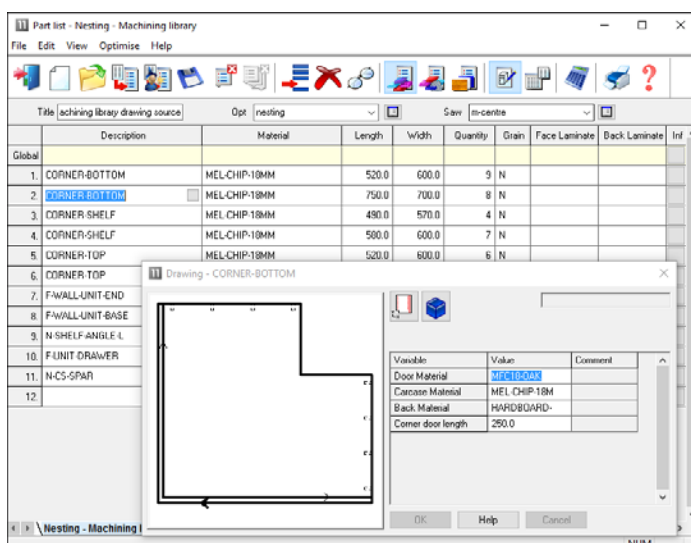 Part list - Nesting - Machining library
File Edit View Optimise Help
Title achining library drawing source Opt nesting Saw m-centre
Description Material Length Width Quantity Grain Face Laminate Back Laminate Inf
Global
1. CORNER-BOTTOM MEL-CHIP-18MM 520.0 600.0 9 N
2. CORNER-BOTTOM MEL-CHIP-18MM 750.0 700.0 8 N
3. CORNER-SHELF MEL-CHIP-18MM 490.0 570.0 4 N
4. CORNER-SHELF MEL-CHIP-18MM 580.0 600.0 7 N
5. CORNER-TOP MEL-CHIP-18MM 520.0 600.0 6 N
6. CORNER-TOP
7. F-WALL-UNIT-END
8. F-WALL-UNIT-BASE
9. N-SHELF-ANGLE-L
10. F-UNIT-DRAWER
11. N-CS-SPAR
12.
Drawing - CORNER-BOTTOM
Variable Value Comment
Door Material MFC18-OAK
Carcase Material MEL-CHIP-18M
Back Material HARDBOARD-
Corner door length 250.0
OK Help Cancel
Nesting - Machining l